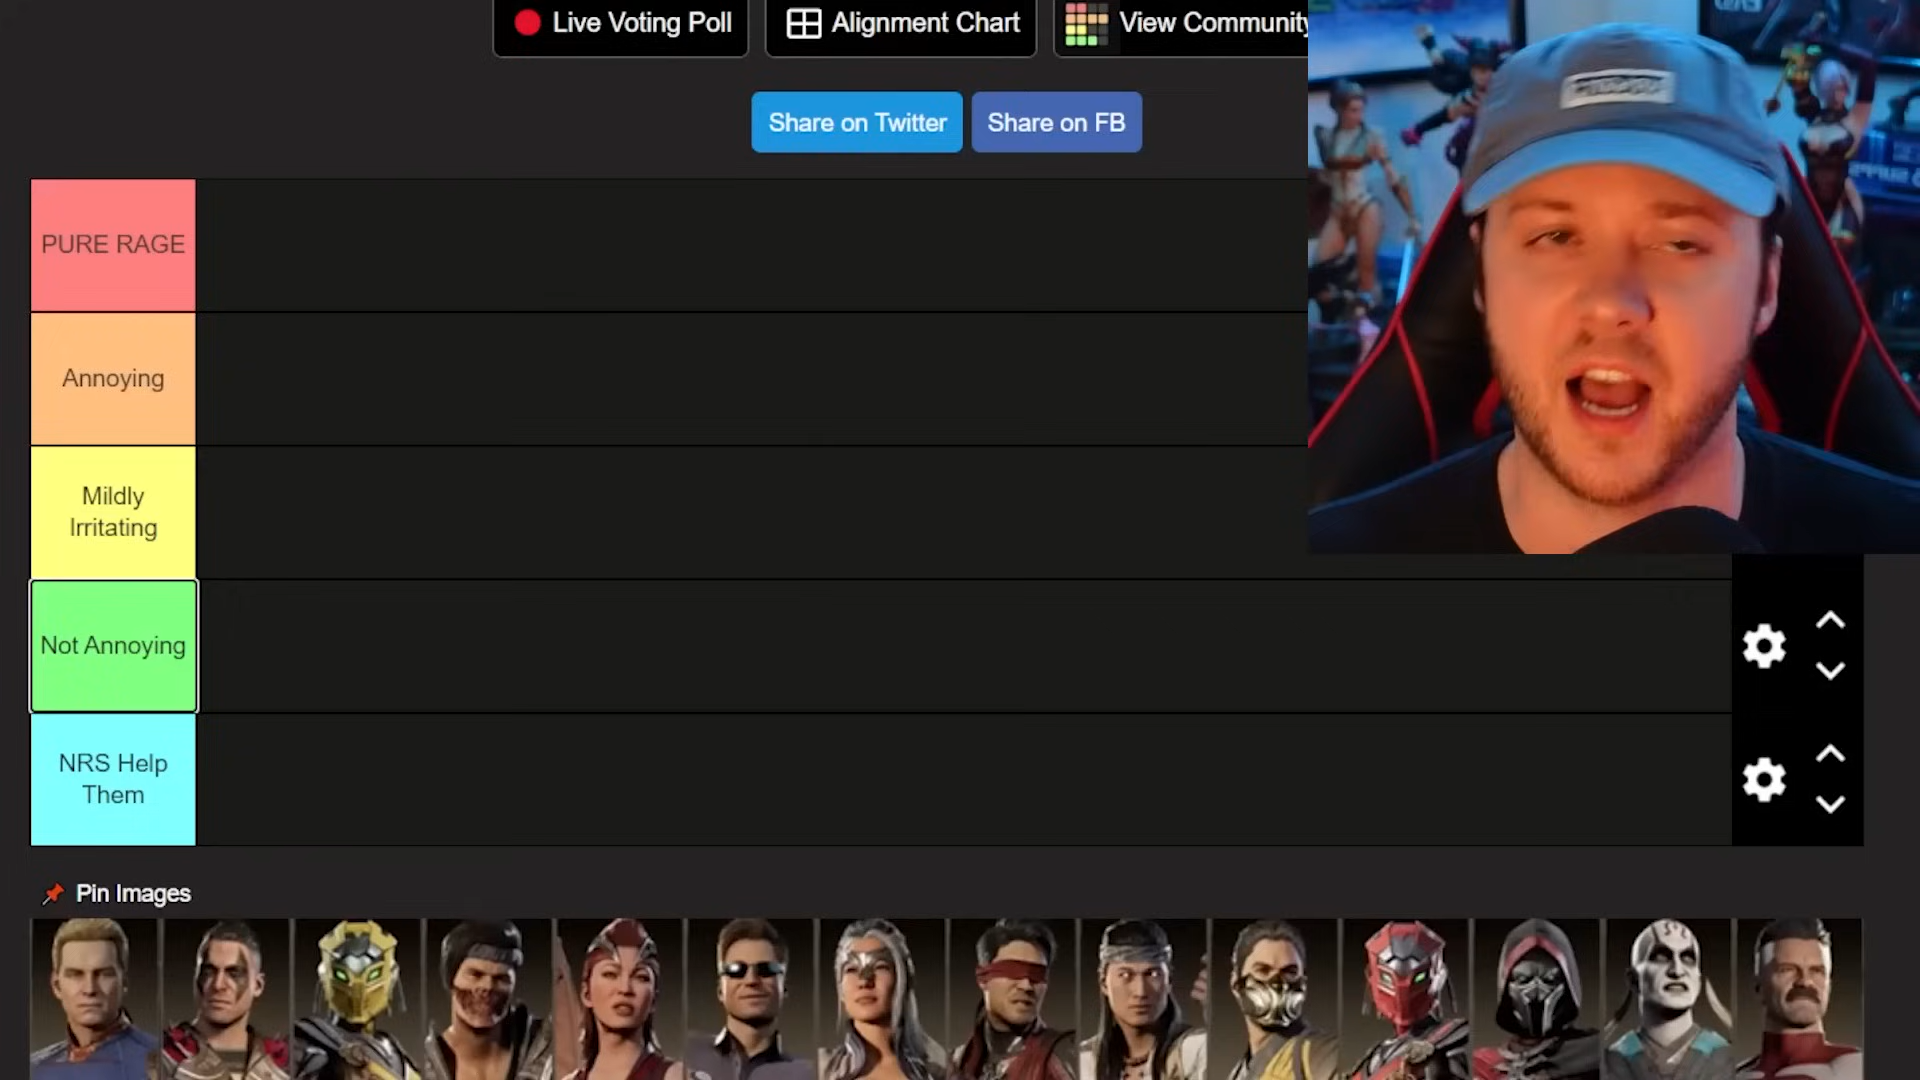 Live Voting Poll
Alignment Chart
View Community
Share on Twitter
Share on FB
PURE RAGE
Annoying
Mildly
Irritating
Not Annoying
NRS Help
Them
Pin Images